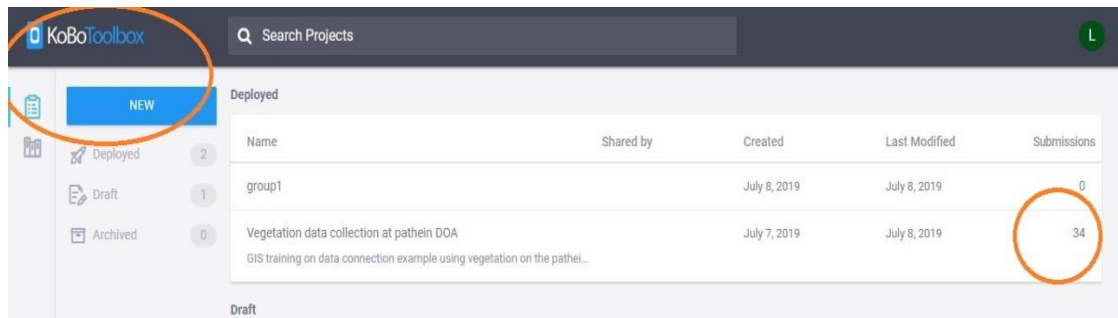 KoBoToolbox
Search Projects
L
NEW
Deployed 2
Draft 1
Archived 0
Deployed
Name Shared by Created Last Modified Submissions
group1 July 8, 2019 July 8, 2019 0
Vegetation data collection at pathein DOA July 7, 2019 July 8, 2019 34
GIS training on data connection example using vegetation on the pathei...
Draft